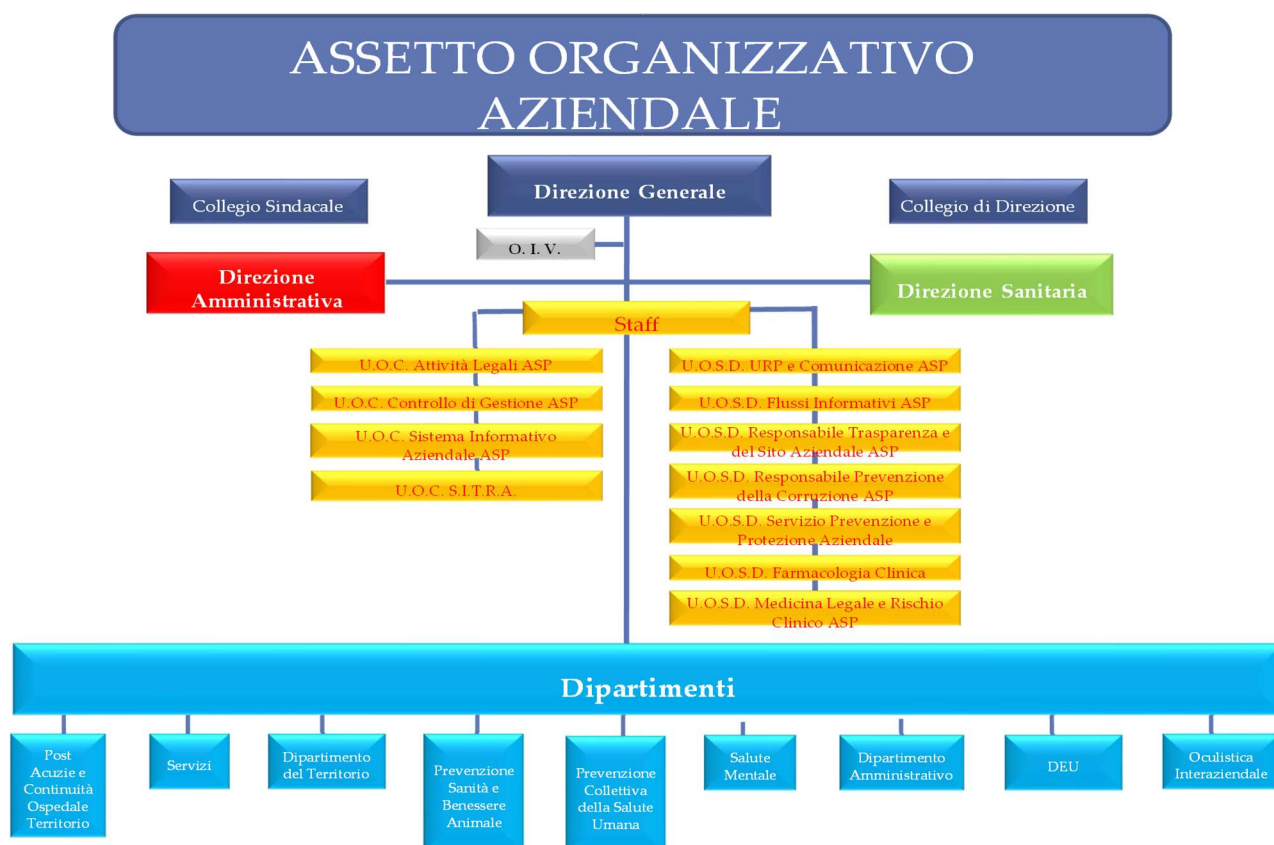 ASSETTO ORGANIZZATIVO
AZIENDALE
Direzione Generale
Collegio Sindacale
Collegio di Direzione
O. I. V.
Direzione
Amministrativa
Direzione Sanitaria
Staff
U.O.C. Attività Legali ASP
U.O.C. Controllo di Gestione ASP
U.O.C. Sistema Informativo
Aziendale ASP
U.O.C. S.I.T.R.A.
U.O.S.D. URP e Comunicazione ASP
U.O.S.D. Flussi Informativi ASP
U.O.S.D. Responsabile Trasparenza e
del Sito Aziendale ASP
U.O.S.D. Responsabile Prevenzione
della Corruzione ASP
U.O.S.D. Servizio Prevenzione e
Protezione Aziendale
U.O.S.D. Farmacologia Clinica
U.O.S.D. Medicina Legale e Rischio
Clinico ASP
Dipartimenti
Post
Acuzie e
Continuità
Ospedale
Territorio
Servizi
Dipartimento
del Territorio
Prevenzione
Sanità e
Benessere
Animale
Prevenzione
Collettiva
della Salute
Umana
Salute
Mentale
Dipartimento
Amministrativo
DEU
Oculistica
Interaziendale